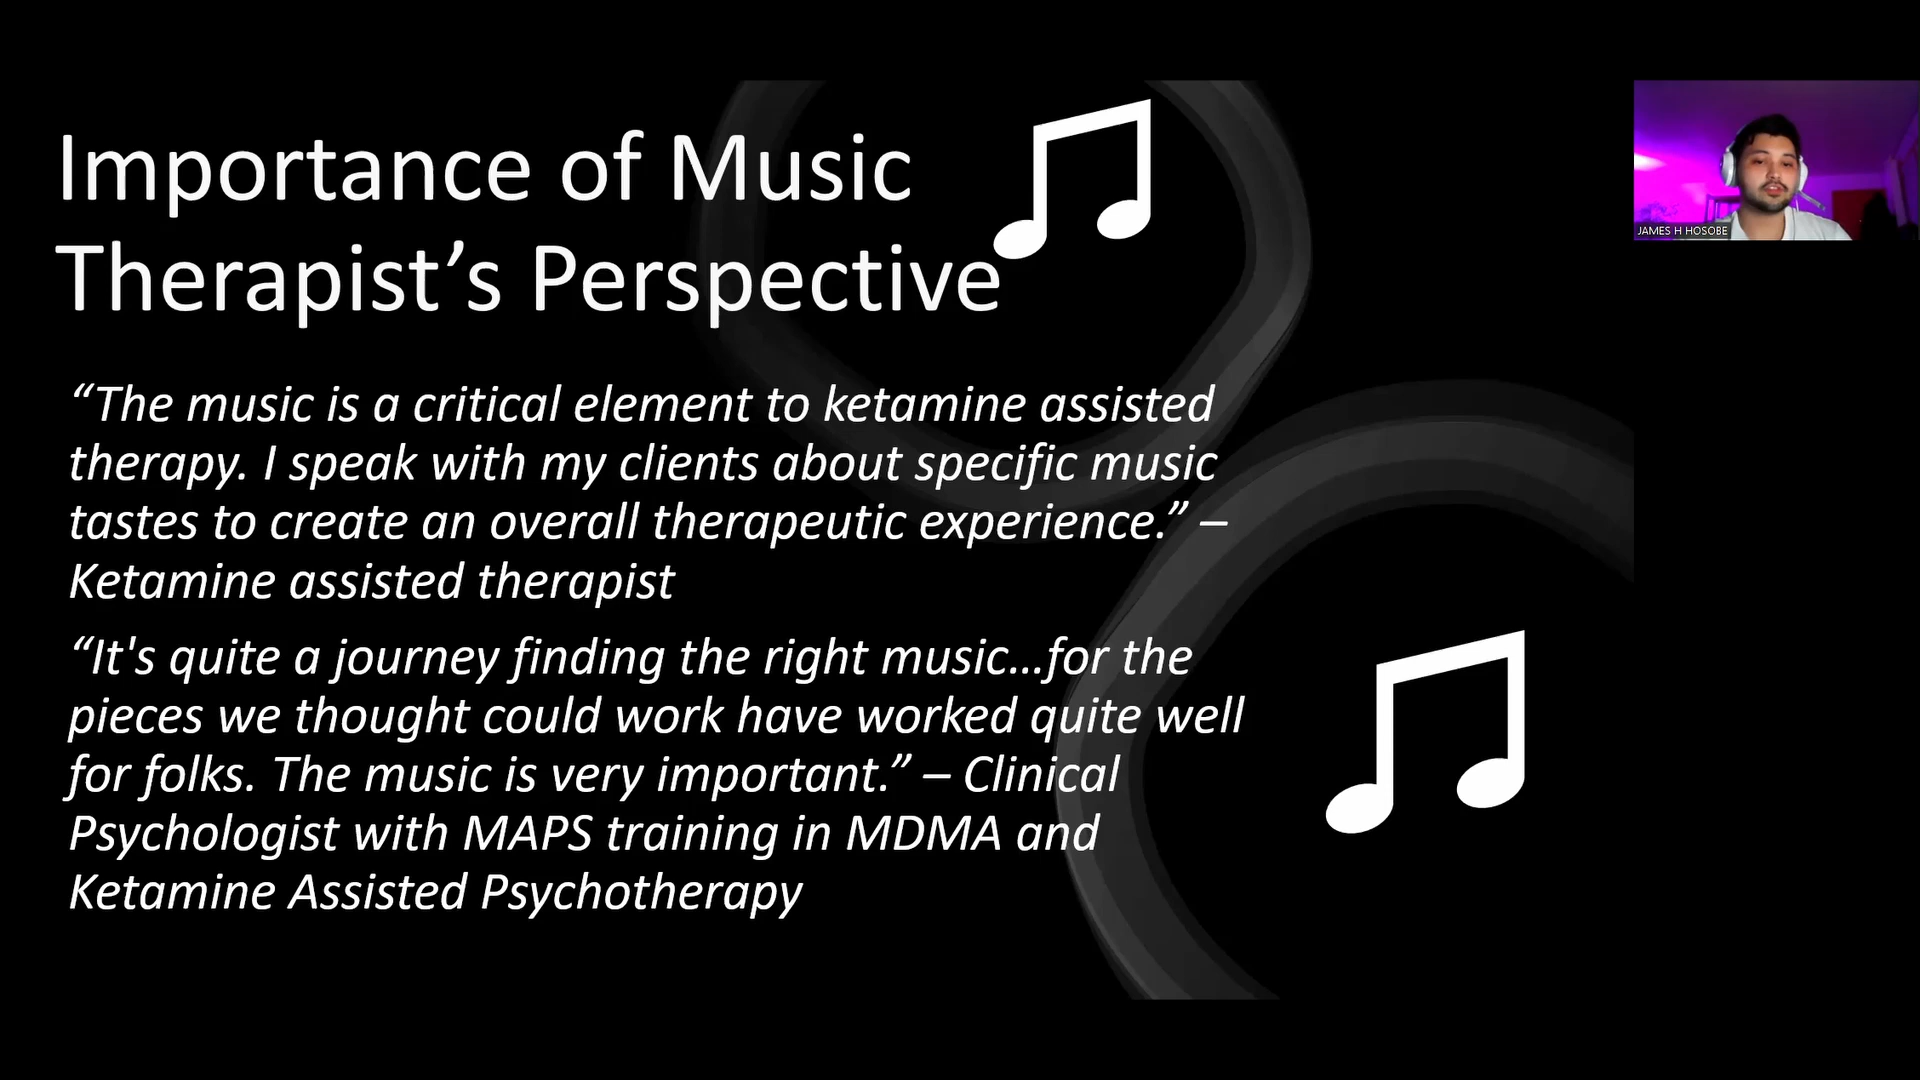 Importance of Music
Therapist’s Perspective
“The music is a critical element to ketamine assisted
therapy. I speak with my clients about specific music
tastes to create an overall therapeutic experience.” –
Ketamine assisted therapist
“It's quite a journey finding the right music…for the
pieces we thought could work have worked quite well
for folks. The music is very important.” – Clinical
Psychologist with MAPS training in MDMA and
Ketamine Assisted Psychotherapy
JAMES H HOSOBE